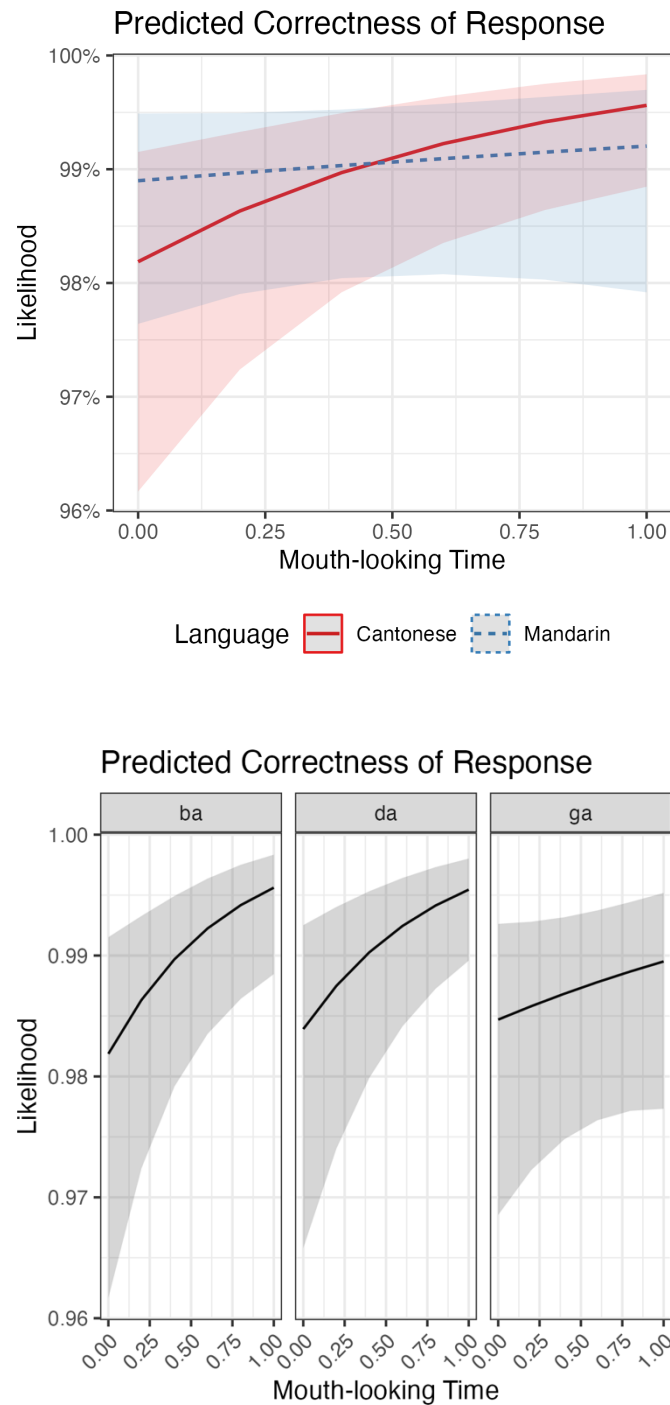 Predicted Correctness of Response
100%
99%
98%
97%
96%
Likelihood
0.00 0.25 0.50 0.75 1.00
Mouth-looking Time
Language Cantonese Mandarin
Predicted Correctness of Response
ba da ga
1.00
0.99
0.98
0.97
0.96
Likelihood
0.00 0.25 0.50 0.75 1.00 0.00 0.25 0.50 0.75 1.00 0.00 0.25 0.50 0.75 1.00
Mouth-looking Time